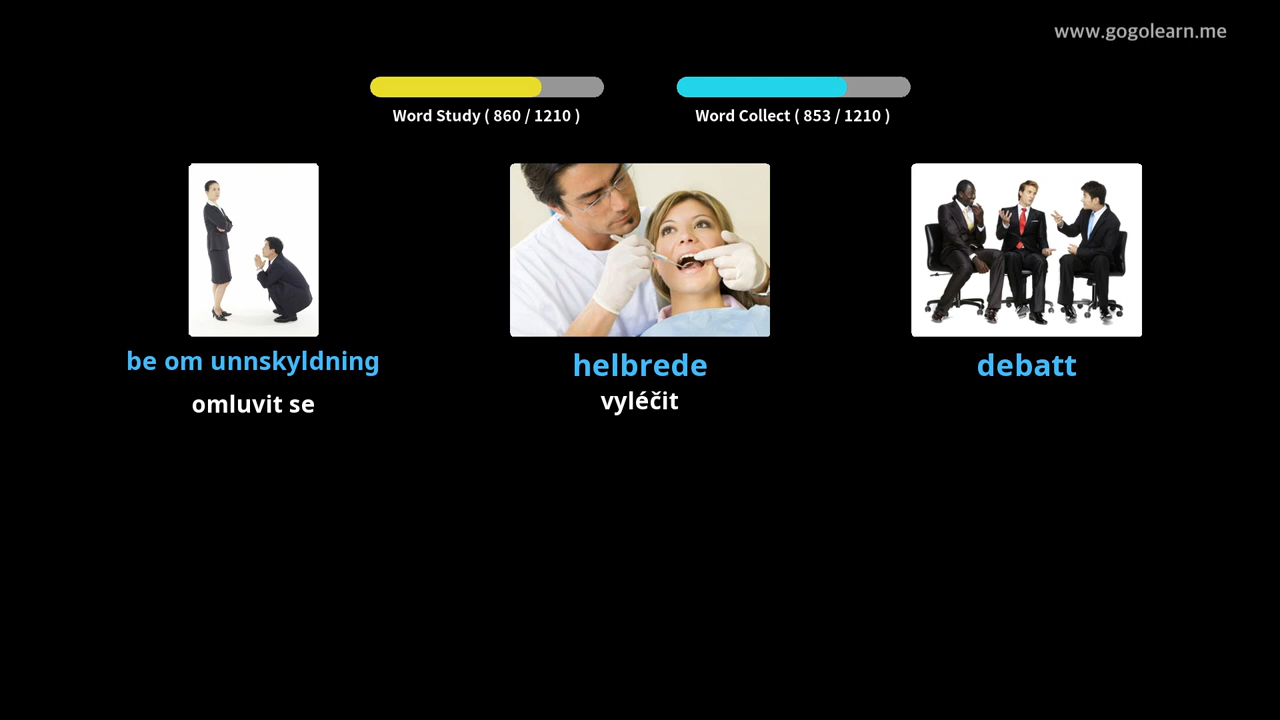 www.gogolearn.me
Word Study ( 860 / 1210 )
Word Collect ( 853 / 1210 )
be om unnskyldning
omluvit se
helbrede
vyléčit
debatt